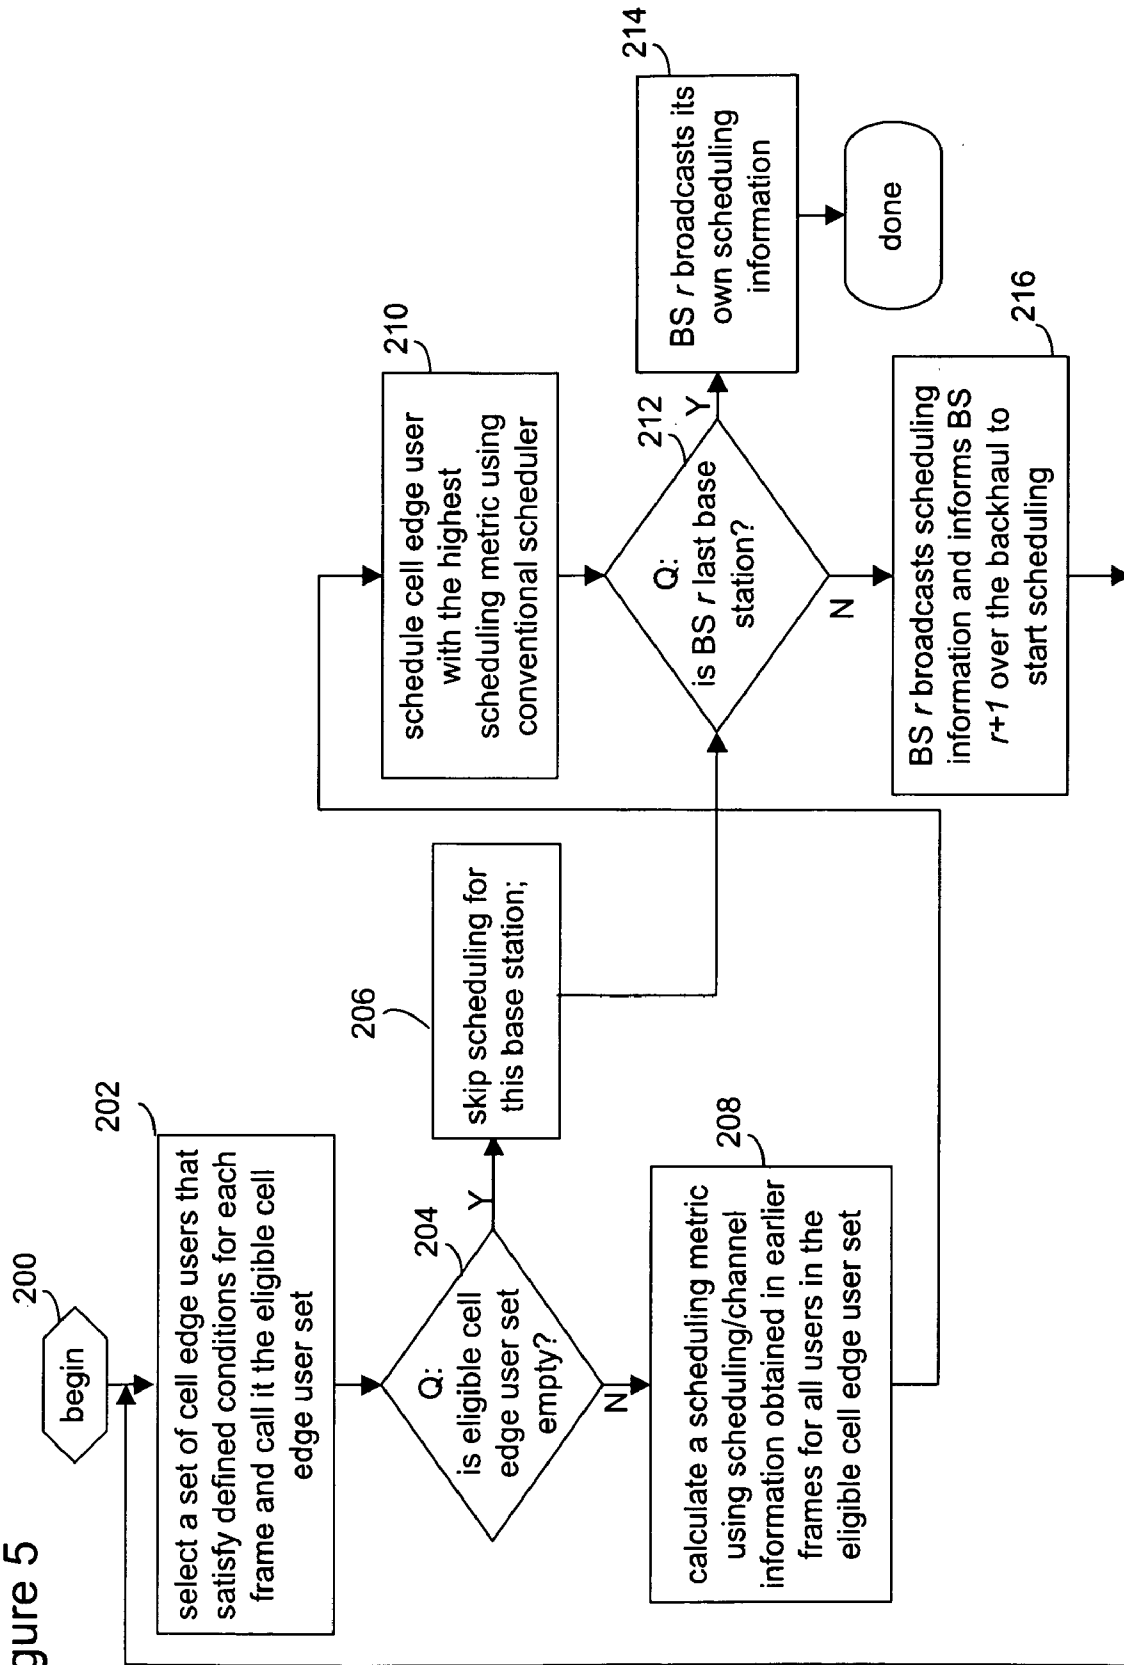 gure 5
begin
200
select a set of cell edge users that
satisfy defined conditions for each
frame and call it the eligible cell
edge user set
202
Q:
is eligible cell
edge user set
empty?
204
Y
N
skip scheduling for
this base station;
206
calculate a scheduling metric
using scheduling/channel
information obtained in earlier
frames for all users in the
eligible cell edge user set
208
schedule cell edge user
with the highest
scheduling metric using
conventional scheduler
210
Q:
is BS r last base
station?
212
Y
N
BS r broadcasts its
own scheduling
information
214
done
BS r broadcasts scheduling
information and informs BS
r+1 over the backhaul to
start scheduling
216